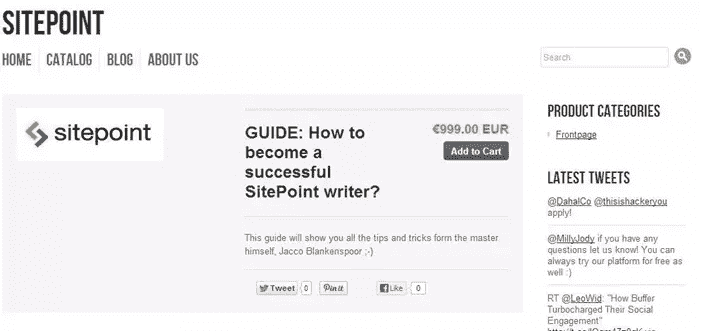 SITEPOINT
HOME
CATALOG
BLOG
ABOUT US
Search
sitepoint
GUIDE: How to
become a
successful
SitePoint writer?
€999.00 EUR
Add to Cart
This guide will show you all the tips and tricks form the master
himself, Jacco Blankenspoor ;-)
Tweet
0
Pin it
Like
0
PRODUCT CATEGORIES
Frontpage
LATEST TWEETS
@DahalCo @thisishackeryou
apply!
@MillyJody if you have any
questions let us know! You can
always try our platform for free as
well :)
RT @LeoWid: "How Buffer
Turbocharged Their Social
Engagement"